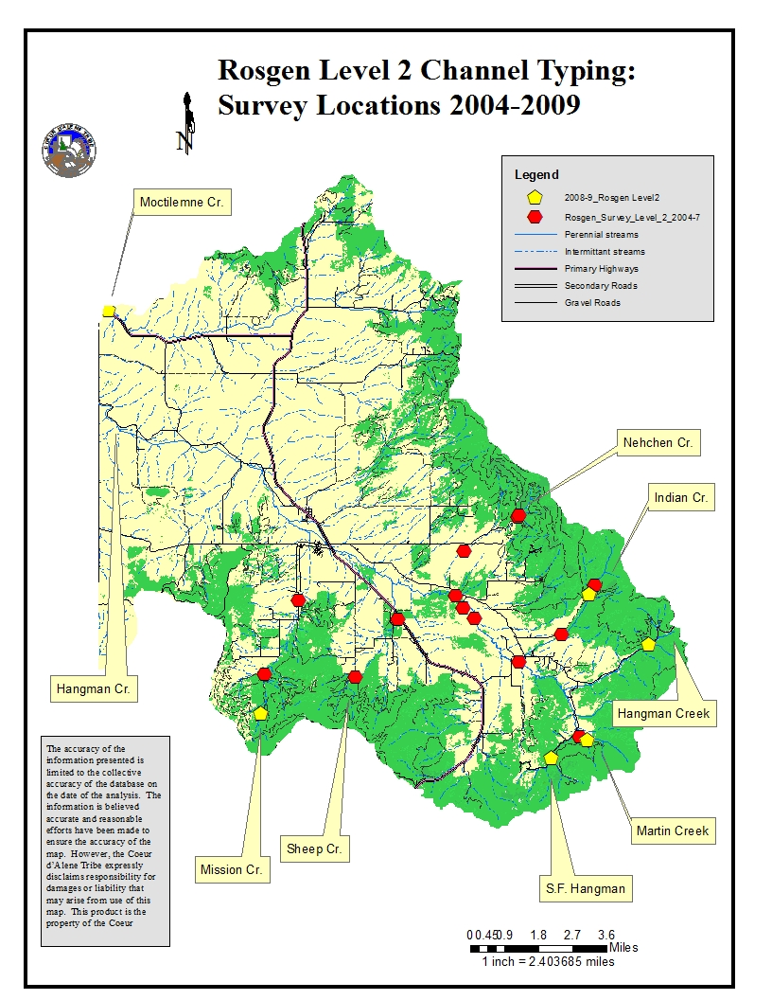 Rosgen Level 2 Channel Typing:
Survey Locations 2004-2009
N
COEUR D'ALENE TRIBE
Moctilemne Cr.
Legend
2008-9_Rosgen Level2
Rosgen_Survey_Level_2_2004-7
Perennial streams
Intermittant streams
Primary Highways
Secondary Roads
Gravel Roads
Nehchen Cr.
Indian Cr.
Hangman Cr.
Hangman Creek
The accuracy of the
information presented is
limited to the collective
accuracy of the database on
the date of the analysis. The
information is believed
accurate and reasonable
efforts have been made to
ensure the accuracy of the
map. However, the Coeur
d'Alene Tribe expressly
disclaims responsibility for
damages or liability that
may arise from use of this
map. This product is the
property of the Coeur
Martin Creek
Sheep Cr.
Mission Cr.
S.F. Hangman
0 0.45 0.9 1.8 2.7 3.6
Miles
1 inch = 2.403685 miles